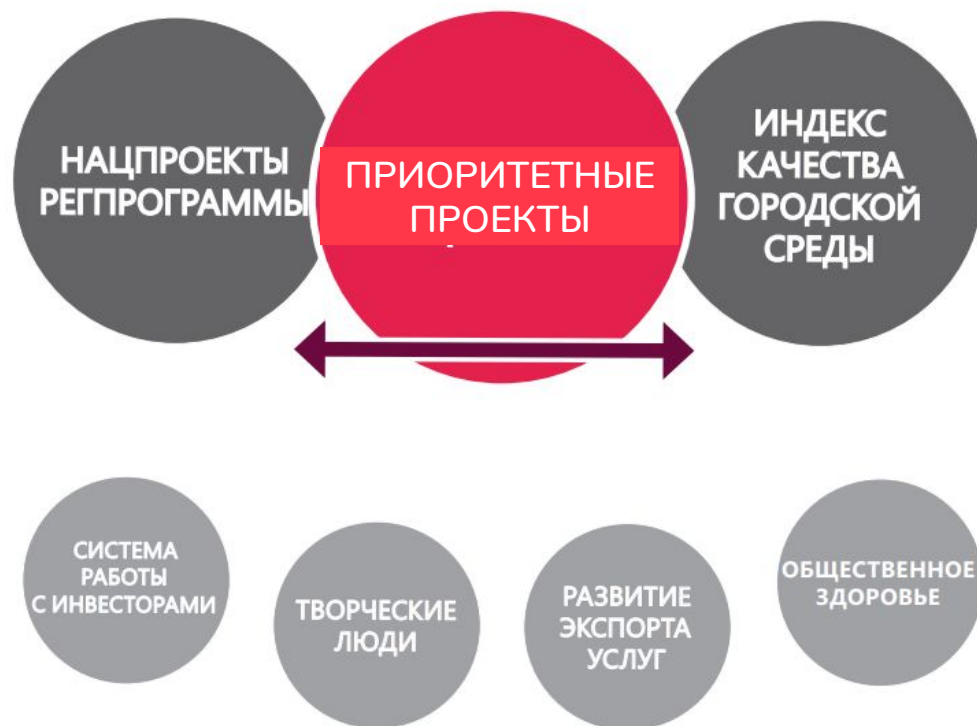 НАЦПРОЕКТЫ
РЕГПРОГРАММЫ
ПРИОРИТЕТНЫЕ
ПРОЕКТЫ
ИНДЕКС
КАЧЕСТВА
ГОРОДСКОЙ
СРЕДЫ
СИСТЕМА
РАБОТЫ
С ИНВЕСТОРАМИ
ТВОРЧЕСКИЕ
ЛЮДИ
РАЗВИТИЕ
ЭКСПОРТА
УСЛУГ
ОБЩЕСТВЕННОЕ
ЗДОРОВЬЕ